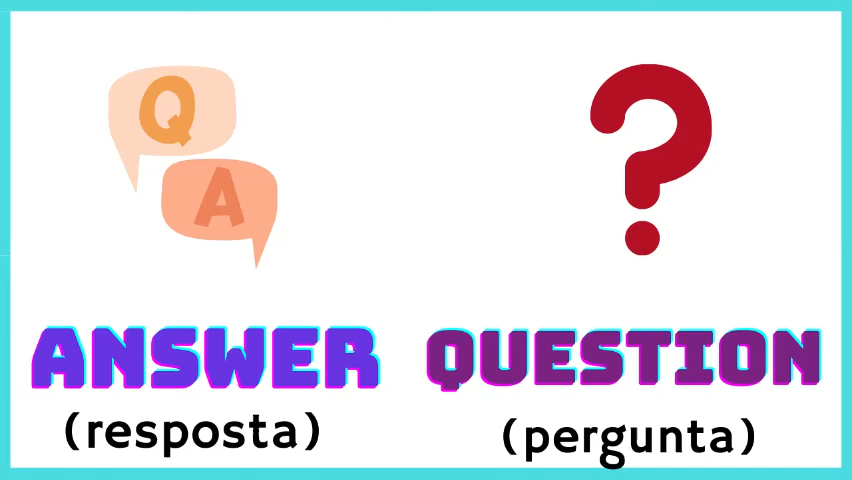 Q
A
?
ANSWER
(resposta)
QUESTION
(pergunta)